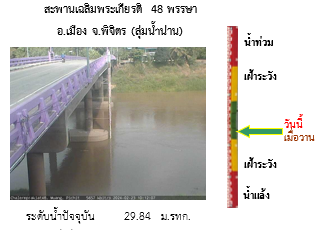 สะพานเฉลิมพระเกียรติ 48 พรรษา
อ.เมือง จ.พิจิตร (ลุ่มน้ำน่าน)
น้ำท่วม
เฝ้าระวัง
วันนี้
เมื่อวาน
เฝ้าระวัง
น้ำแล้ง
ระดับน้ำปัจจุบัน 29.84 ม.รทก.